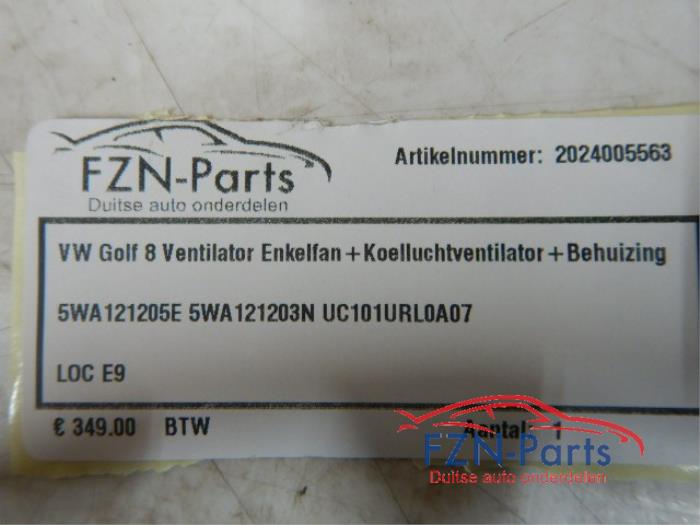 FZN-Parts
Duitse auto onderdelen
Artikelnummer: 2024005563
VW Golf 8 Ventilator Enkelfan+Koelluchtventilator+Behuizing
5WA121205E 5WA121203N UC101URL0A07
LOC E9
€ 349.00 BTW
Aantal: 1
FZN-Parts
Duitse auto onderdelen